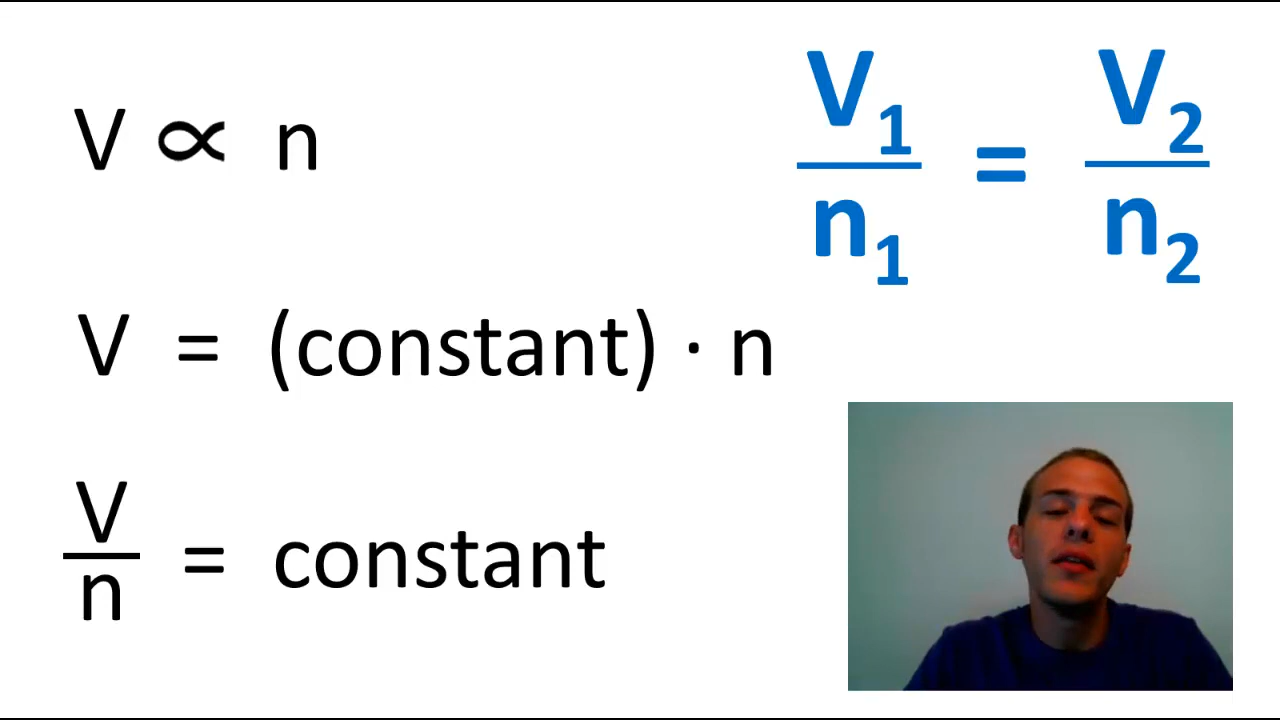 V ∝ n
V = (constant) · n
V
n
= constant
V₁
n₁
=
V₂
n₂